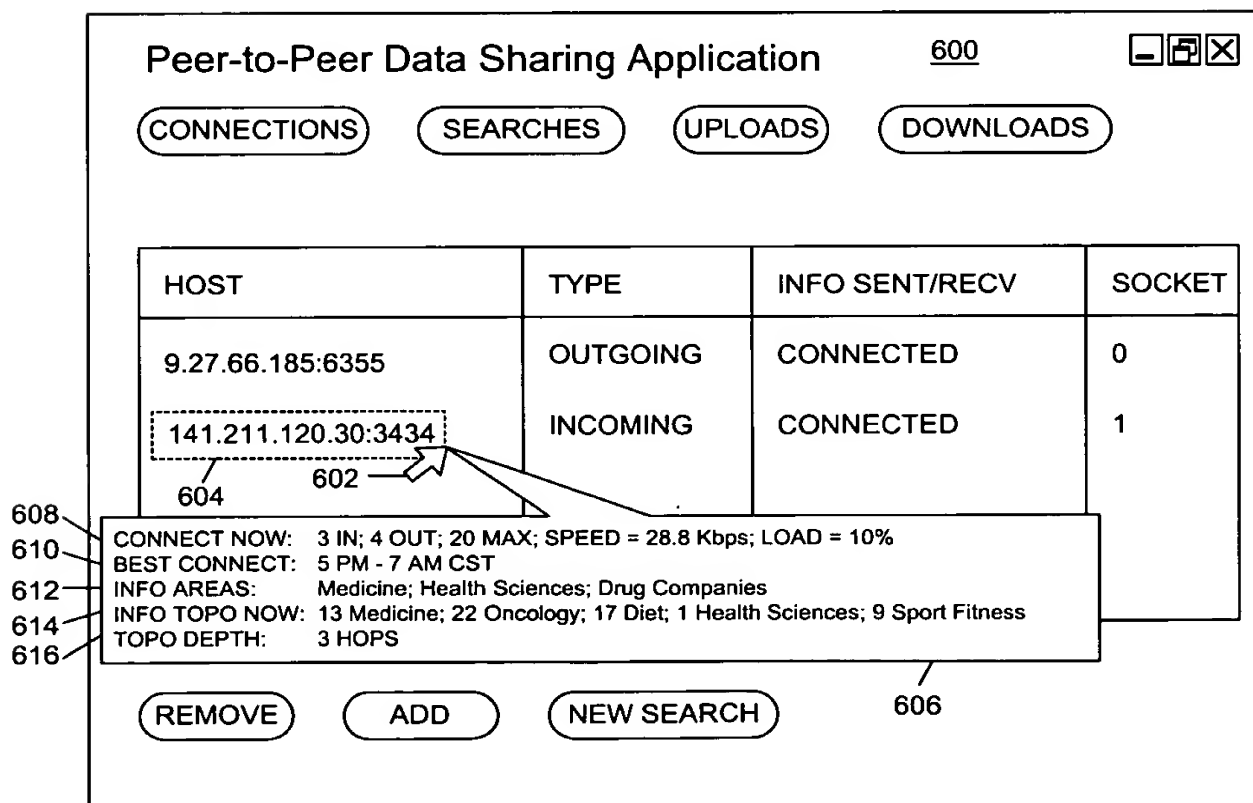 Peer-to-Peer Data Sharing Application 600
CONNECTIONS SEARCHES UPLOADS DOWNLOADS
HOST TYPE INFO SENT/RECV SOCKET
9.27.66.185:6355 OUTGOING CONNECTED 0
141.211.120.30:3434 INCOMING CONNECTED 1
604 602
608 CONNECT NOW: 3 IN; 4 OUT; 20 MAX; SPEED = 28.8 Kbps; LOAD = 10%
610 BEST CONNECT: 5 PM - 7 AM CST
612 INFO AREAS: Medicine; Health Sciences; Drug Companies
614 INFO TOPO NOW: 13 Medicine; 22 Oncology; 17 Diet; 1 Health Sciences; 9 Sport Fitness
616 TOPO DEPTH: 3 HOPS
606
REMOVE ADD NEW SEARCH